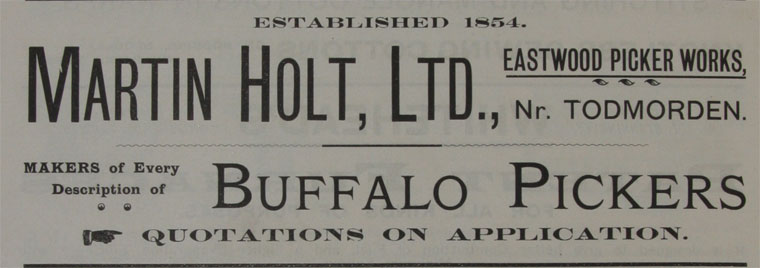 ESTABLISHED 1854.
MARTIN HOLT, LTD., EASTWOOD PICKER WORKS,
Nr. TODMORDEN.
MAKERS of Every
Description of BUFFALO PICKERS
QUOTATIONS ON APPLICATION.